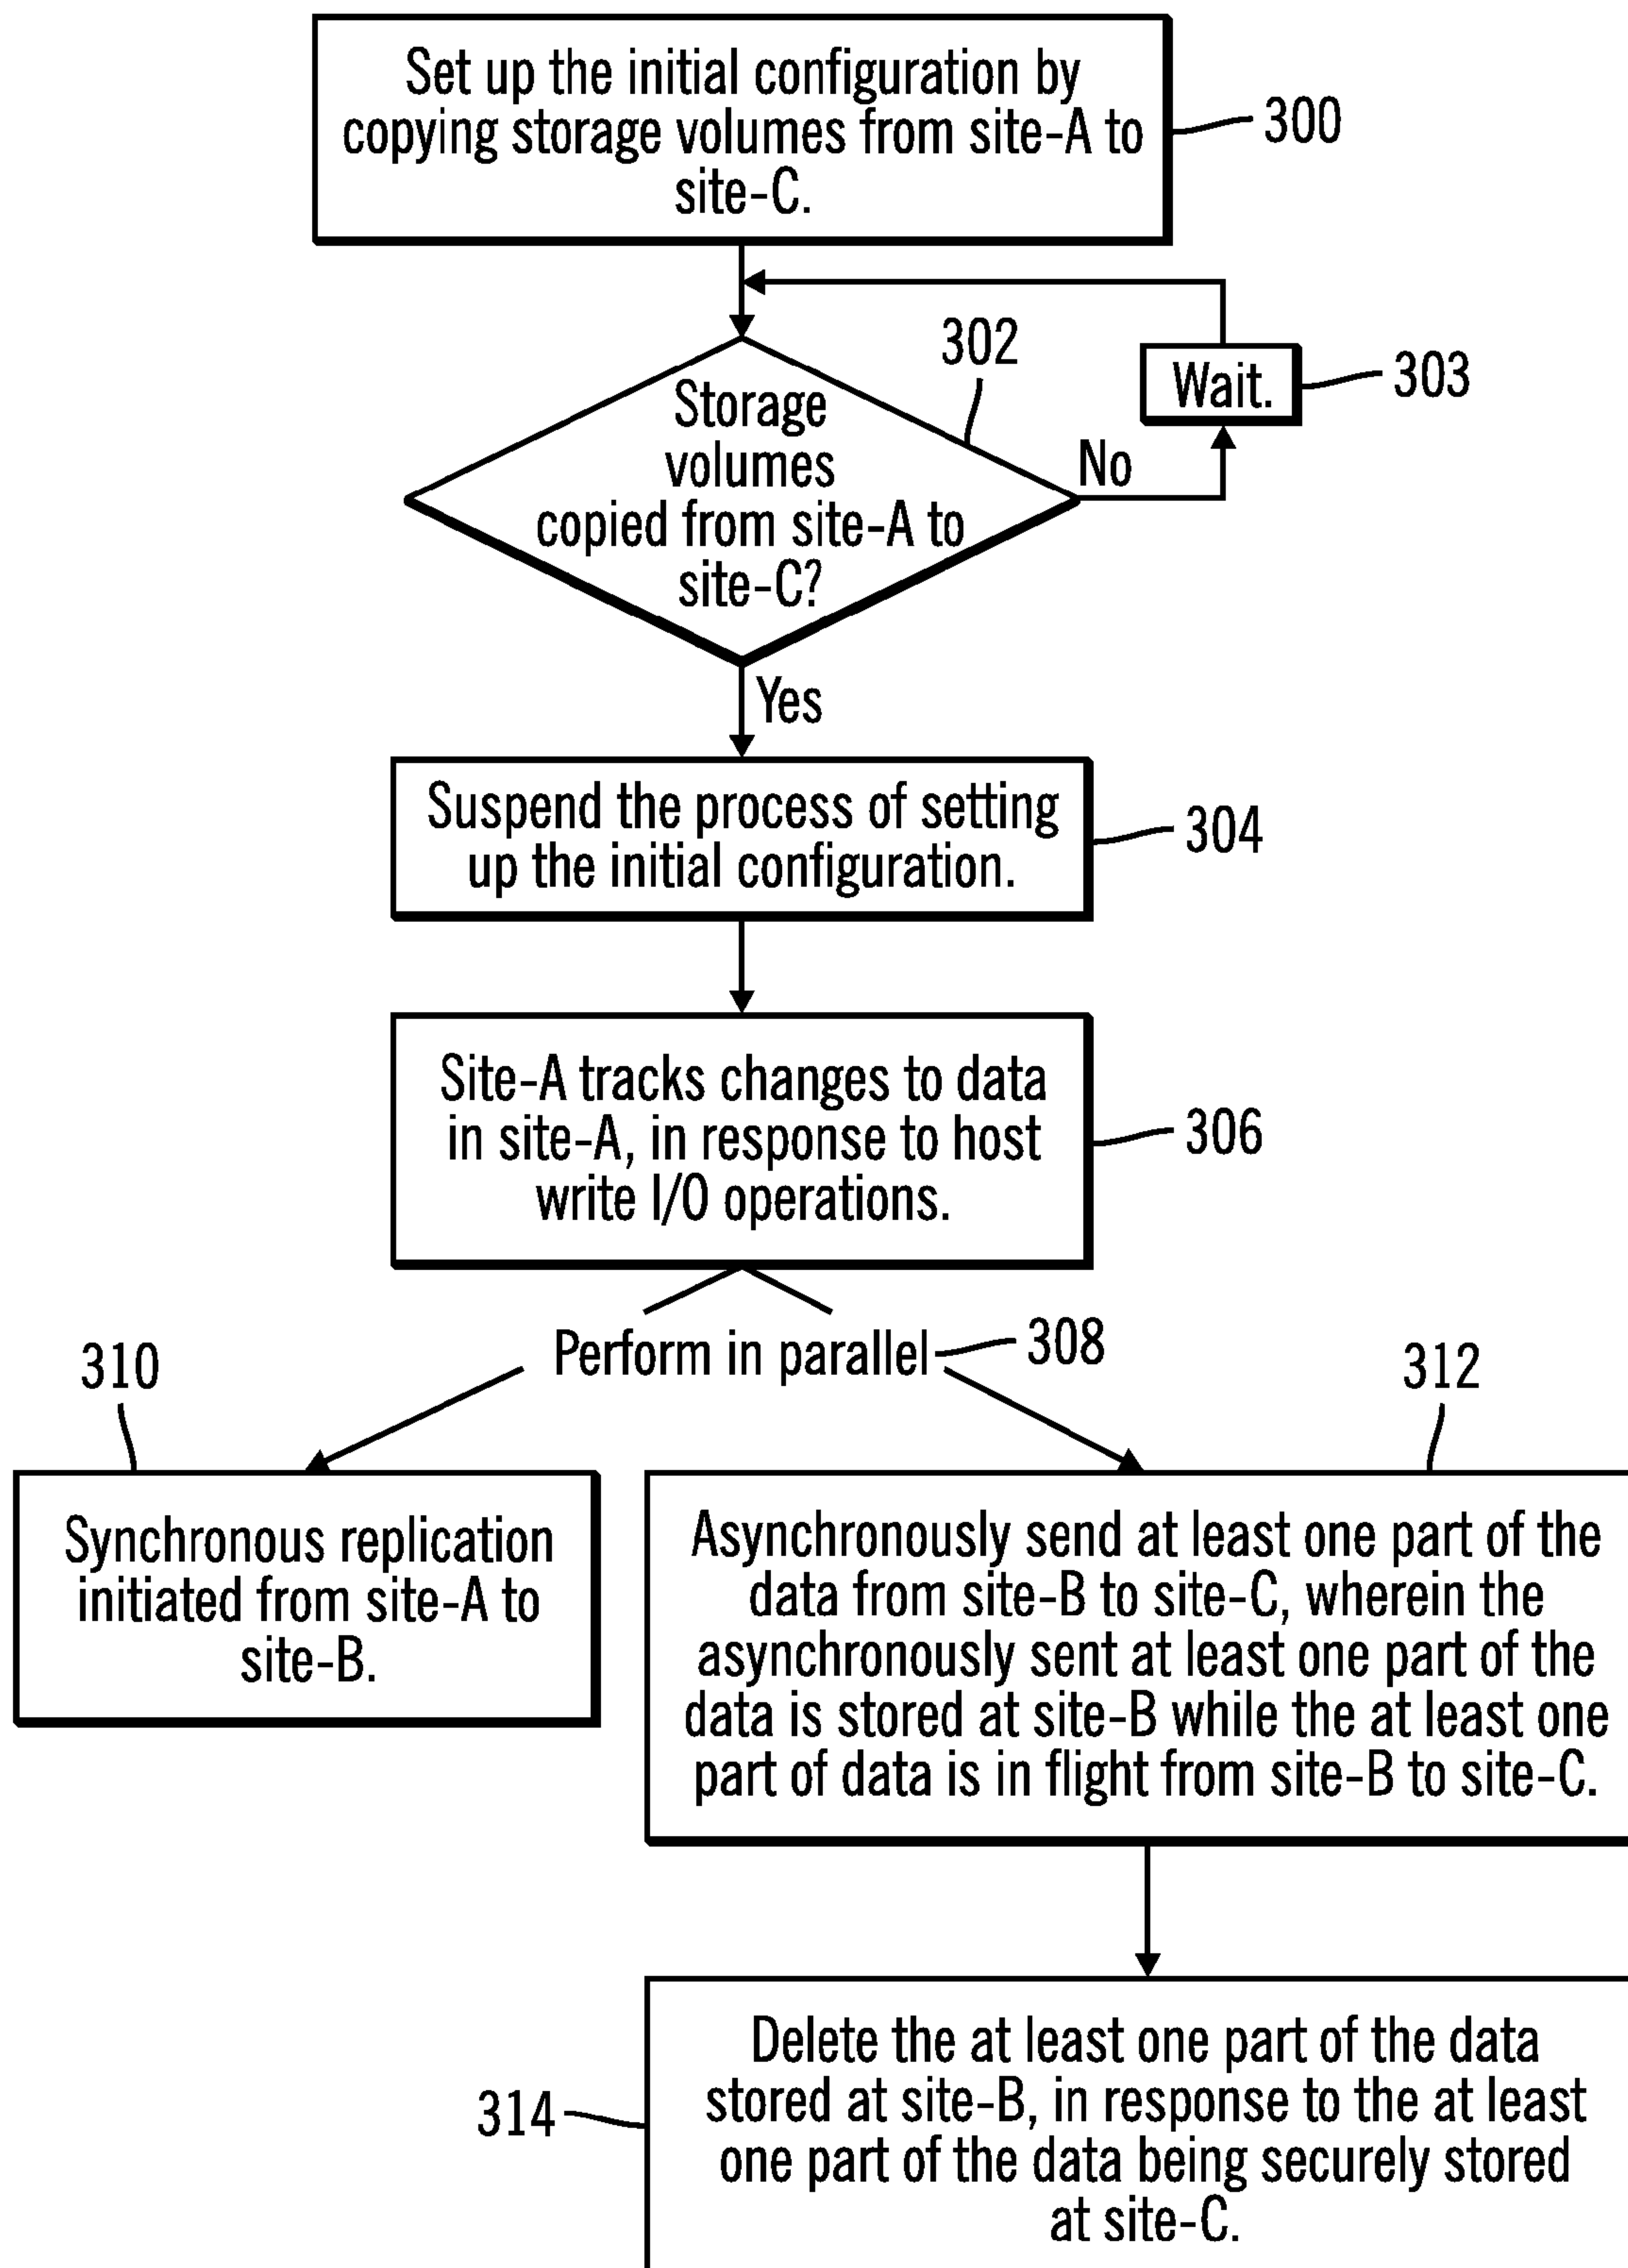 Set up the initial configuration by
copying storage volumes from site-A to
site-C.
300
302
Wait.
303
Storage
volumes
copied from site-A to
site-C?
No
Yes
Suspend the process of setting
up the initial configuration.
304
Site-A tracks changes to data
in site-A, in response to host
write I/O operations.
306
Perform in parallel
308
310
312
Synchronous replication
initiated from site-A to
site-B.
Asynchronously send at least one part of the
data from site-B to site-C, wherein the
asynchronously sent at least one part of the
data is stored at site-B while the at least one
part of data is in flight from site-B to site-C.
314
Delete the at least one part of the data
stored at site-B, in response to the at least
one part of the data being securely stored
at site-C.